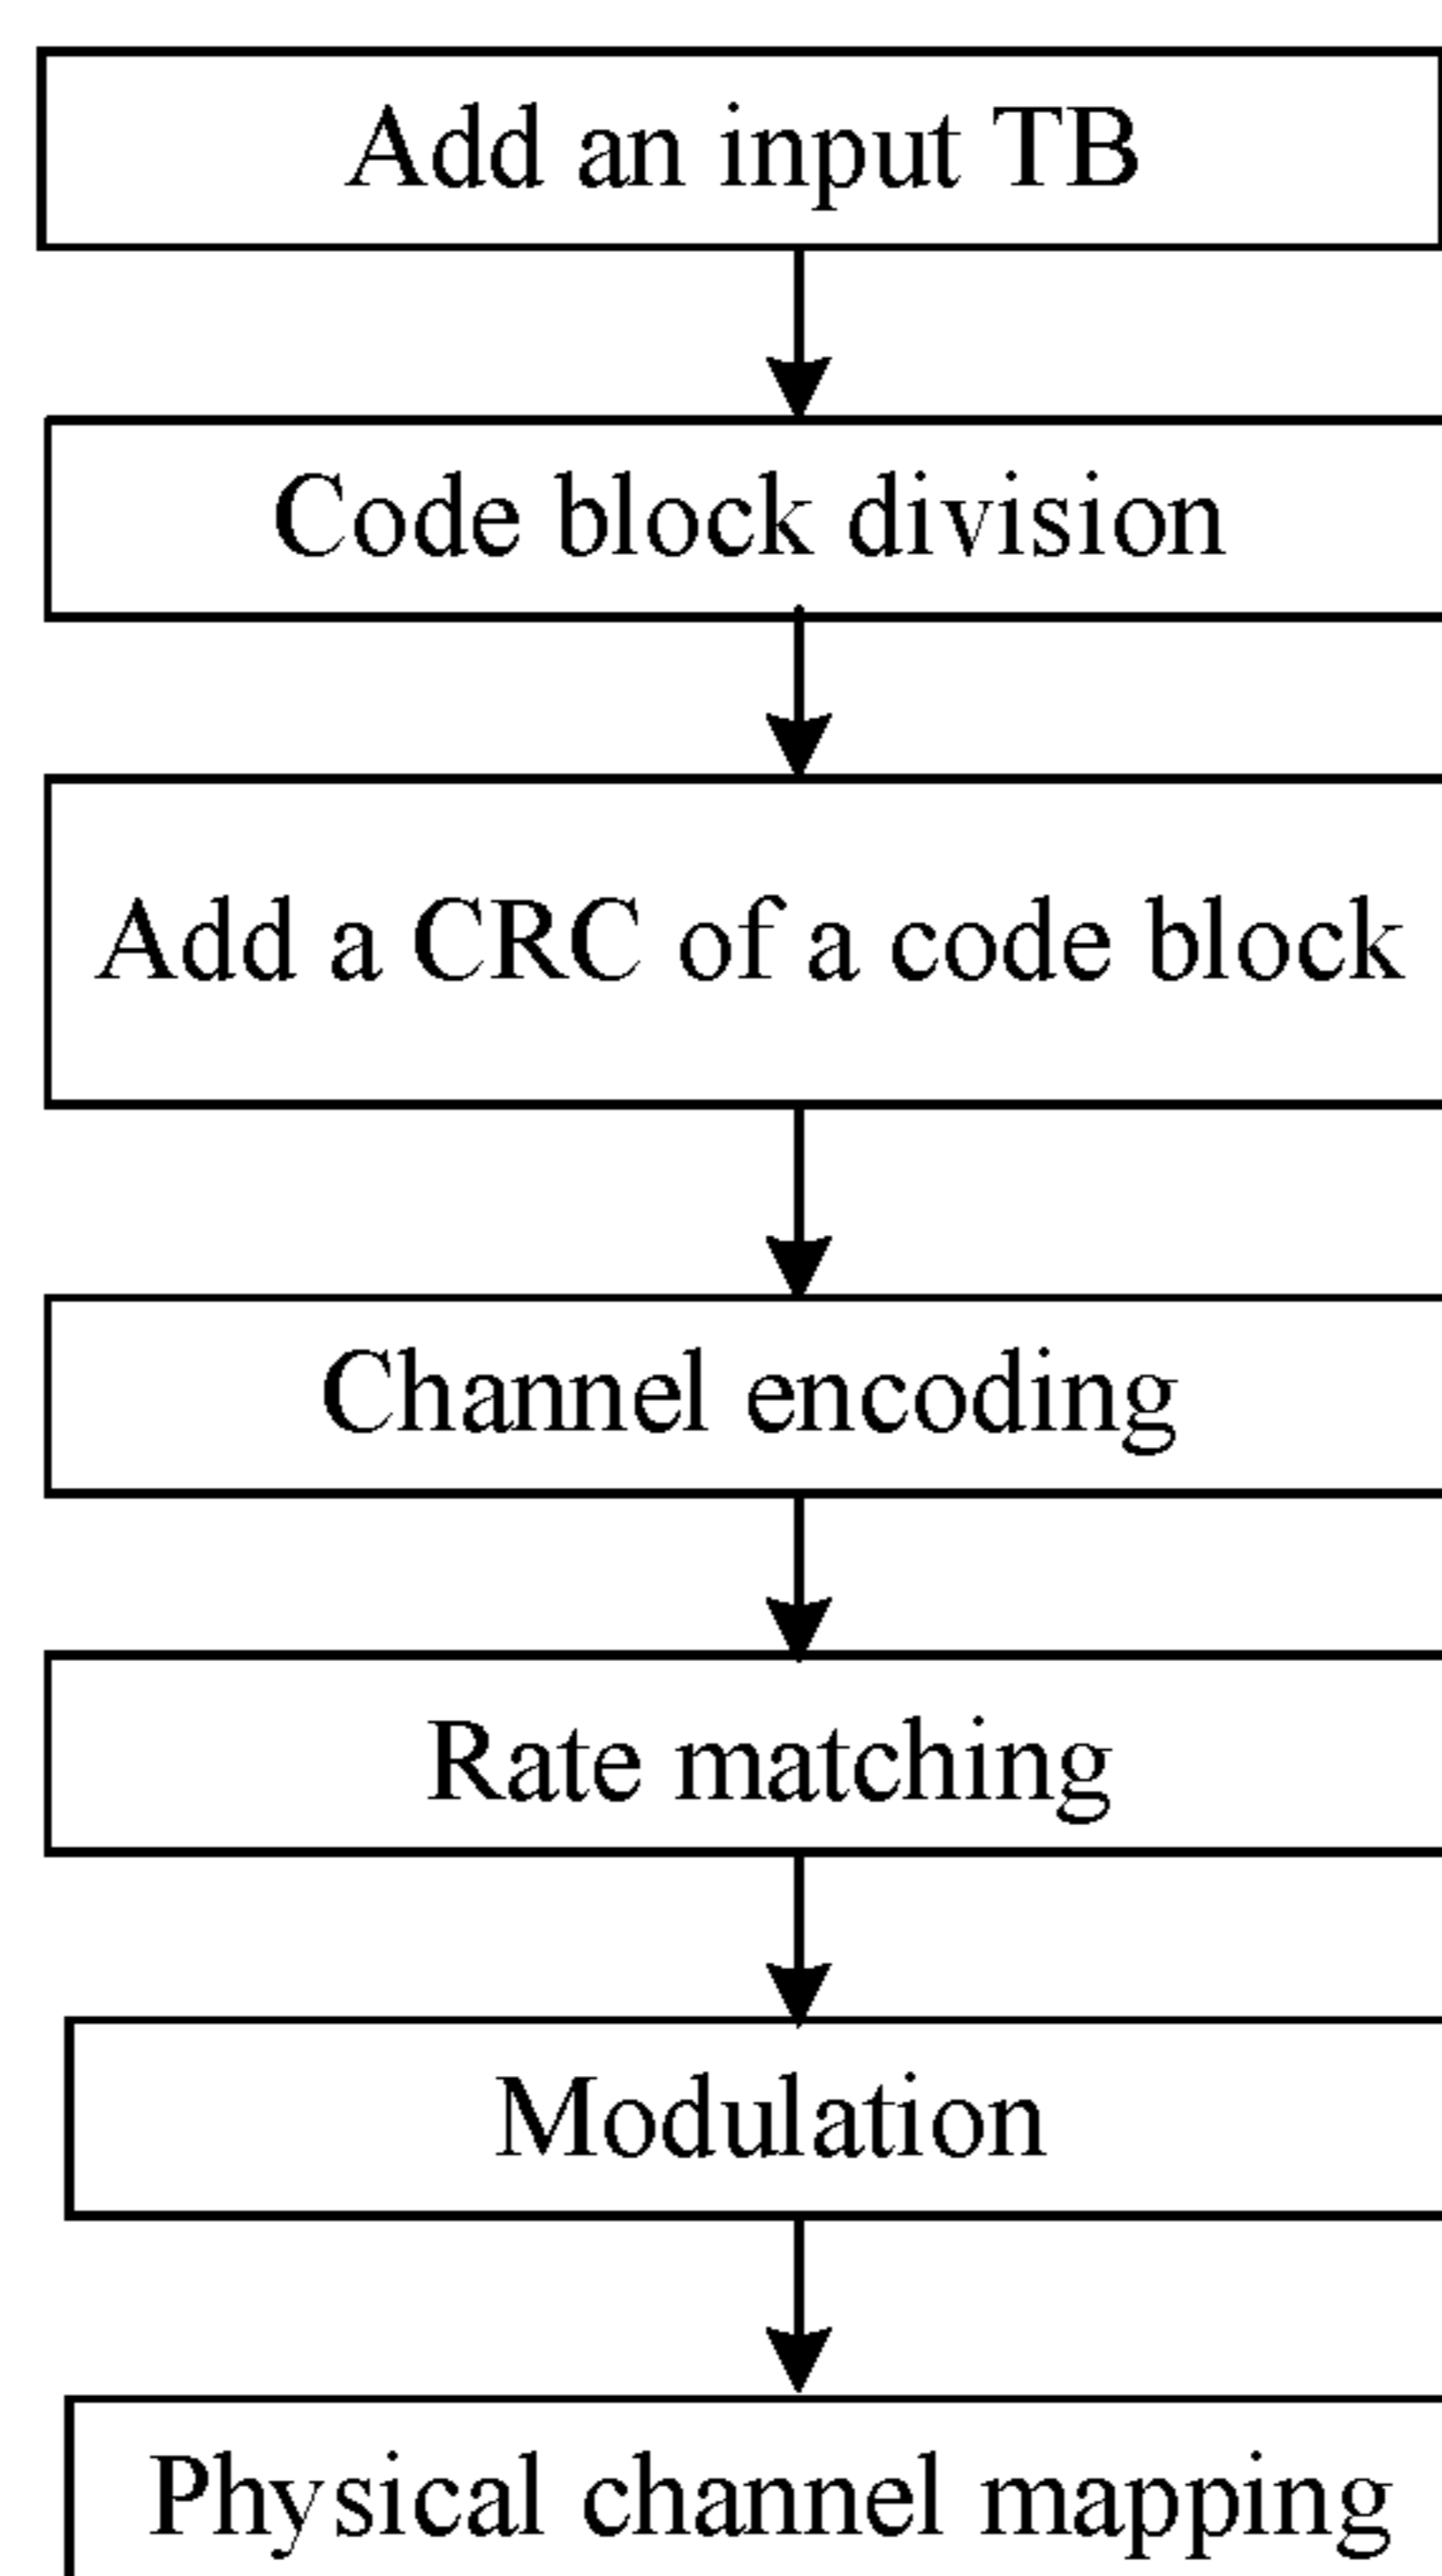 Add an input TB
Code block division
Add a CRC of a code block
Channel encoding
Rate matching
Modulation
Physical channel mapping